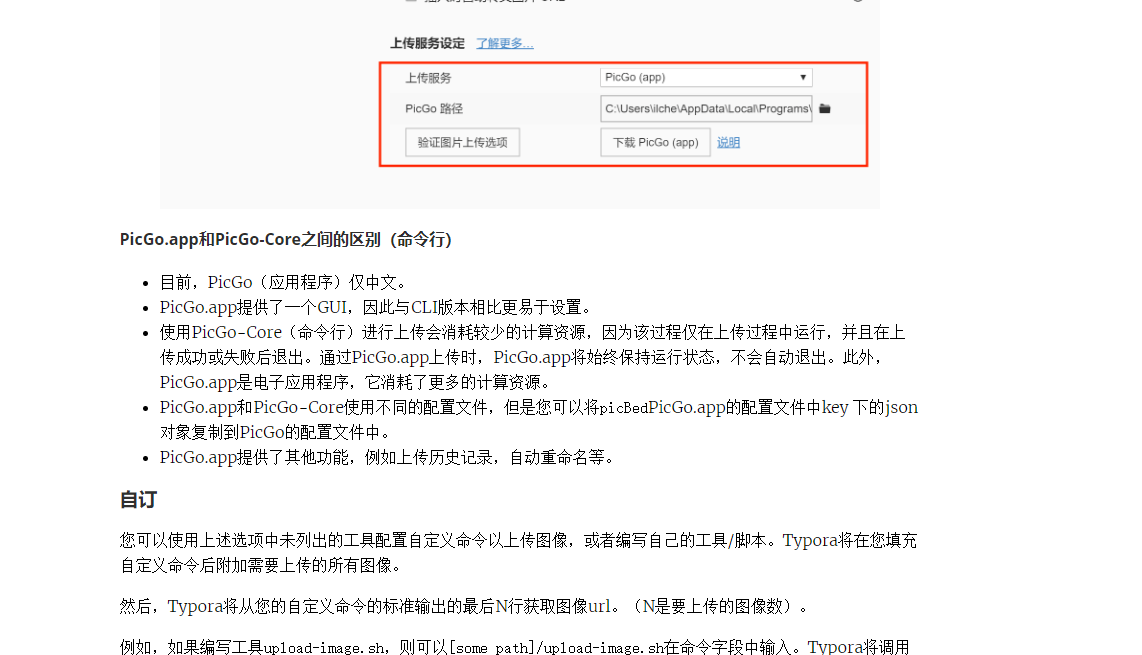 上传服务设定 了解更多...
上传服务 PicGo (app)
PicGo 路径 C:\Users\ilche\AppData\Local\Programs\
验证图片上传选项 下载 PicGo (app) 说明
PicGo.app和PicGo-Core之间的区别（命令行）
目前，PicGo（应用程序）仅中文。
PicGo.app提供了一个GUI，因此与CLI版本相比更易于设置。
使用PicGo-Core（命令行）进行上传会消耗较少的计算资源，因为该过程仅在上传过程中运行，并且在上
传成功或失败后退出。通过PicGo.app上传时，PicGo.app将始终保持运行状态，不会自动退出。此外，
PicGo.app是电子应用程序，它消耗了更多的计算资源。
PicGo.app和PicGo-Core使用不同的配置文件，但是您可以将picBedPicGo.app的配置文件中key 下的json
对象复制到PicGo的配置文件中。
PicGo.app提供了其他功能，例如上传历史记录，自动重命名等。
自订
您可以使用上述选项中未列出的工具配置自定义命令以上传图像，或者编写自己的工具/脚本。Typora将在您填充
自定义命令后附加需要上传的所有图像。
然后，Typora将从您的自定义命令的标准输出的最后N行获取图像url。（N是要上传的图像数）。
例如，如果编写工具upload-image.sh，则可以[some path]/upload-image.sh在命令字段中输入。Typora将调用